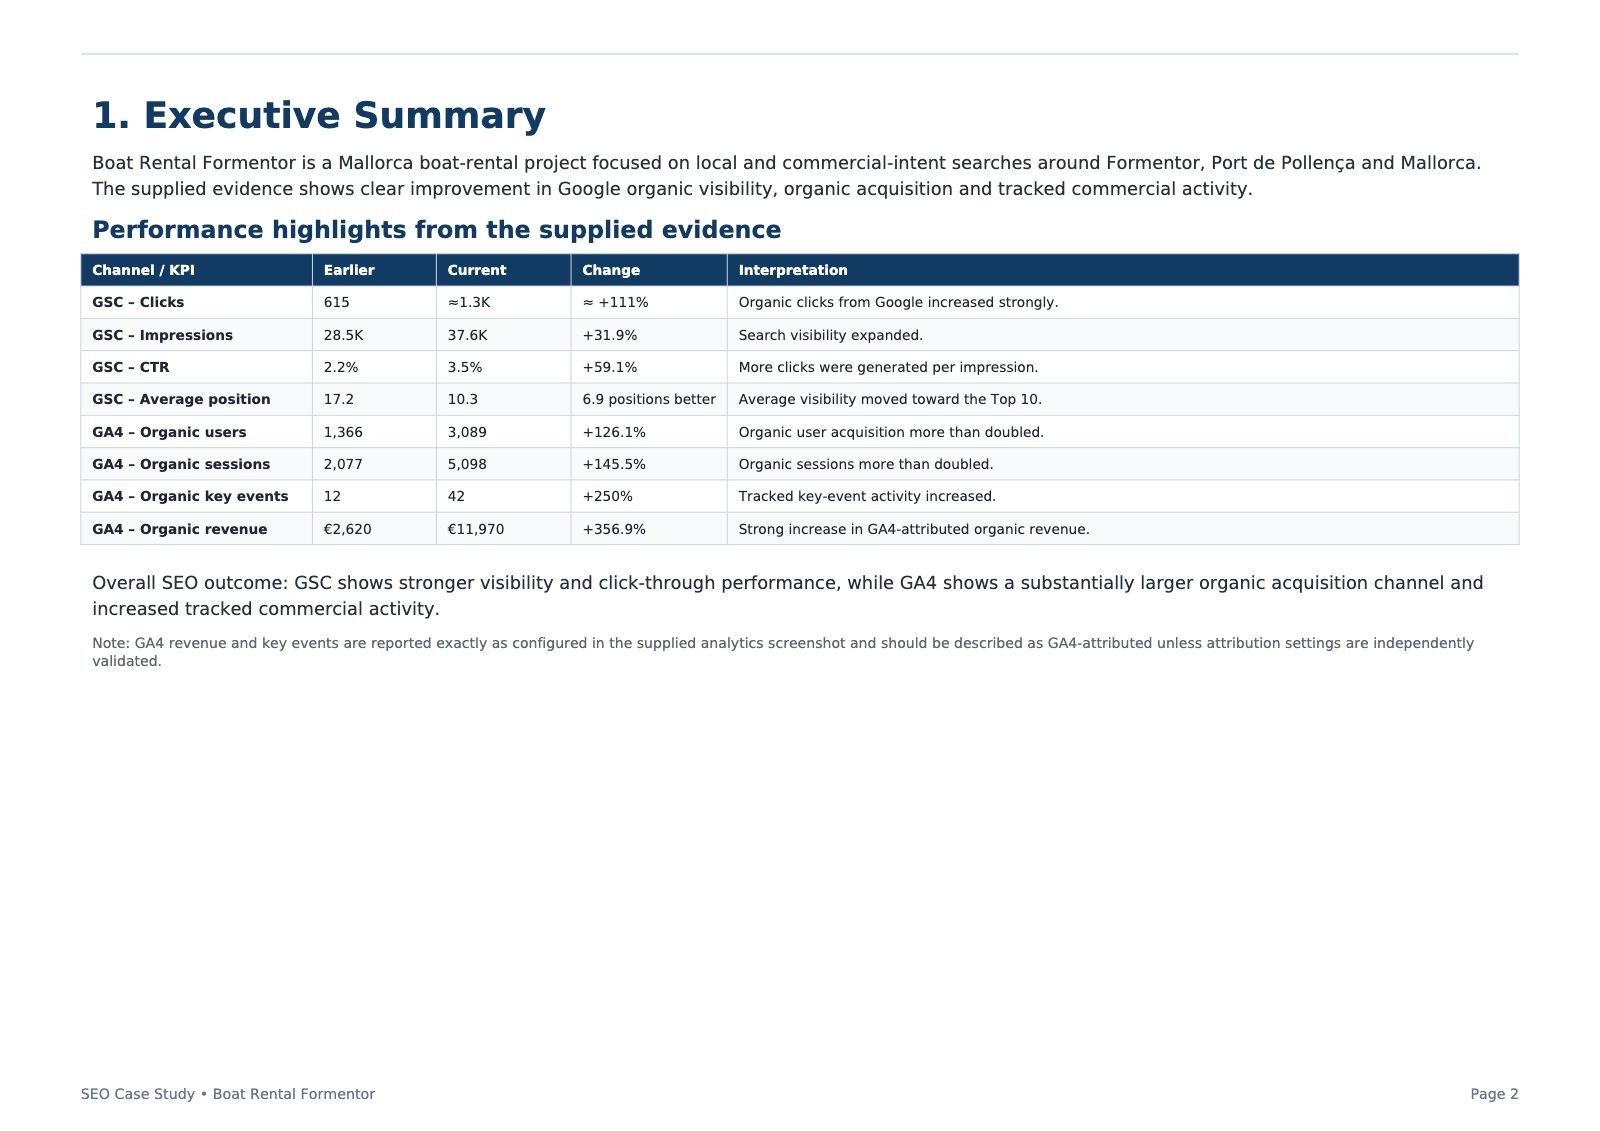 1. Executive Summary
Boat Rental Formentor is a Mallorca boat-rental project focused on local and commercial-intent searches around Formentor, Port de Pollença and Mallorca.
The supplied evidence shows clear improvement in Google organic visibility, organic acquisition and tracked commercial activity.
Performance highlights from the supplied evidence
Channel / KPI Earlier Current Change Interpretation
GSC – Clicks 615 ≈1.3K ≈ +111% Organic clicks from Google increased strongly.
GSC – Impressions 28.5K 37.6K +31.9% Search visibility expanded.
GSC – CTR 2.2% 3.5% +59.1% More clicks were generated per impression.
GSC – Average position 17.2 10.3 6.9 positions better Average visibility moved toward the Top 10.
GA4 – Organic users 1,366 3,089 +126.1% Organic user acquisition more than doubled.
GA4 – Organic sessions 2,077 5,098 +145.5% Organic sessions more than doubled.
GA4 – Organic key events 12 42 +250% Tracked key-event activity increased.
GA4 – Organic revenue €2,620 €11,970 +356.9% Strong increase in GA4-attributed organic revenue.
Overall SEO outcome: GSC shows stronger visibility and click-through performance, while GA4 shows a substantially larger organic acquisition channel and
increased tracked commercial activity.
Note: GA4 revenue and key events are reported exactly as configured in the supplied analytics screenshot and should be described as GA4-attributed unless attribution settings are independently
validated.
SEO Case Study • Boat Rental Formentor Page 2